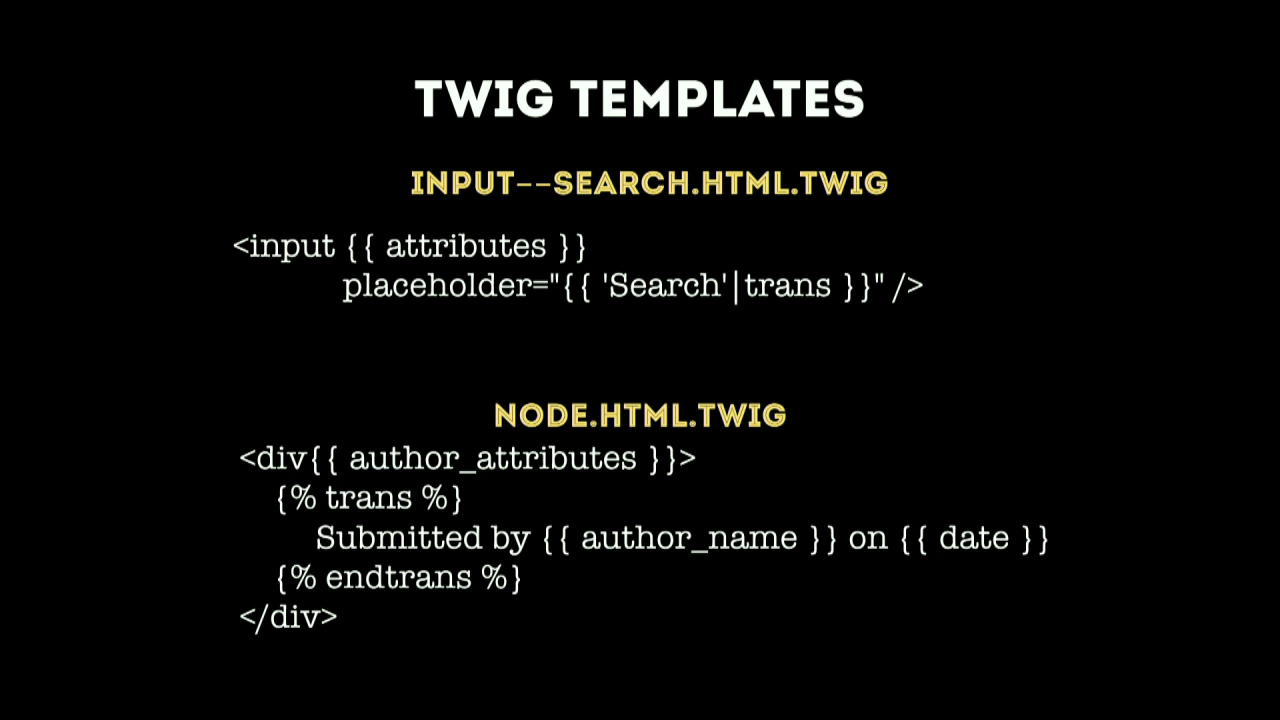 TWIG TEMPLATES
INPUT--SEARCH.HTML.TWIG
<input {{ attributes }}
placeholder="{{ 'Search'|trans }}" />
NODE.HTML.TWIG
<div{{ author_attributes }}>
{% trans %}
Submitted by {{ author_name }} on {{ date }}
{% endtrans %}
</div>